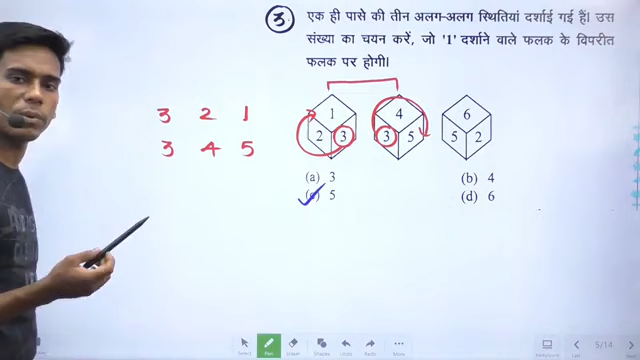 3 एक ही पासे की तीन अलग-अलग स्थितियां दर्शाई गई हैं। उस
संख्या का चयन करें, जो '1' दर्शाने वाले फलक के विपरीत
फलक पर होगी।
3 2 1
3 4 5
1 4 6
2 3 3 5 5 2
(a) 3 (b) 4
(c) 5 (d) 6
Select Pen Eraser Shapes Undo Redo More
5/14